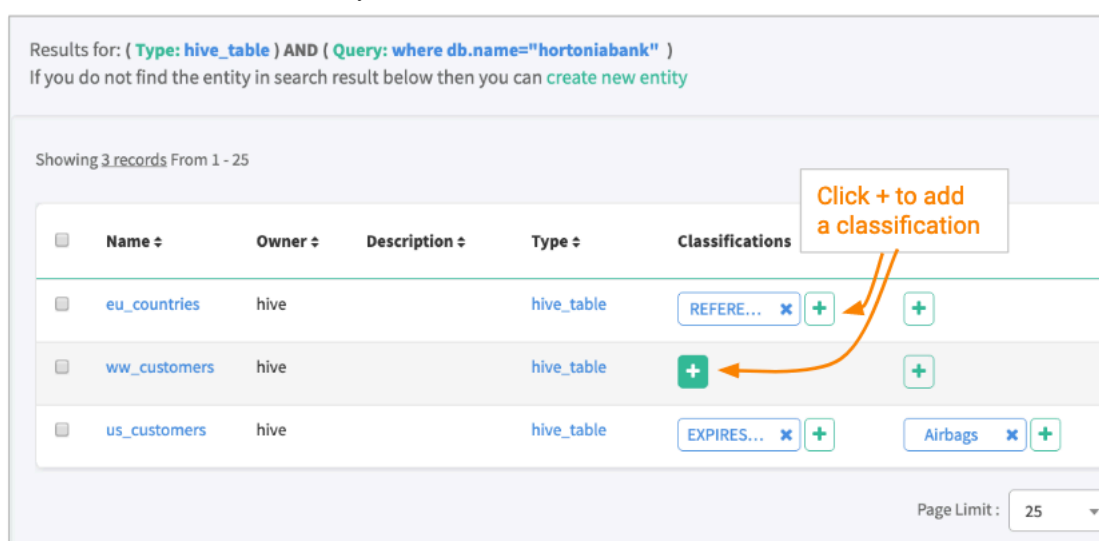 Results for: ( Type: hive_table ) AND ( Query: where db.name="hortoniabank" )
If you do not find the entity in search result below then you can create new entity
Showing 3 records From 1 - 25
Click + to add
a classification
Name Owner Description Type Classifications
eu_countries hive hive_table REFERE... × + +
ww_customers hive hive_table + +
us_customers hive hive_table EXPIRES... × + Airbags × +
Page Limit : 25